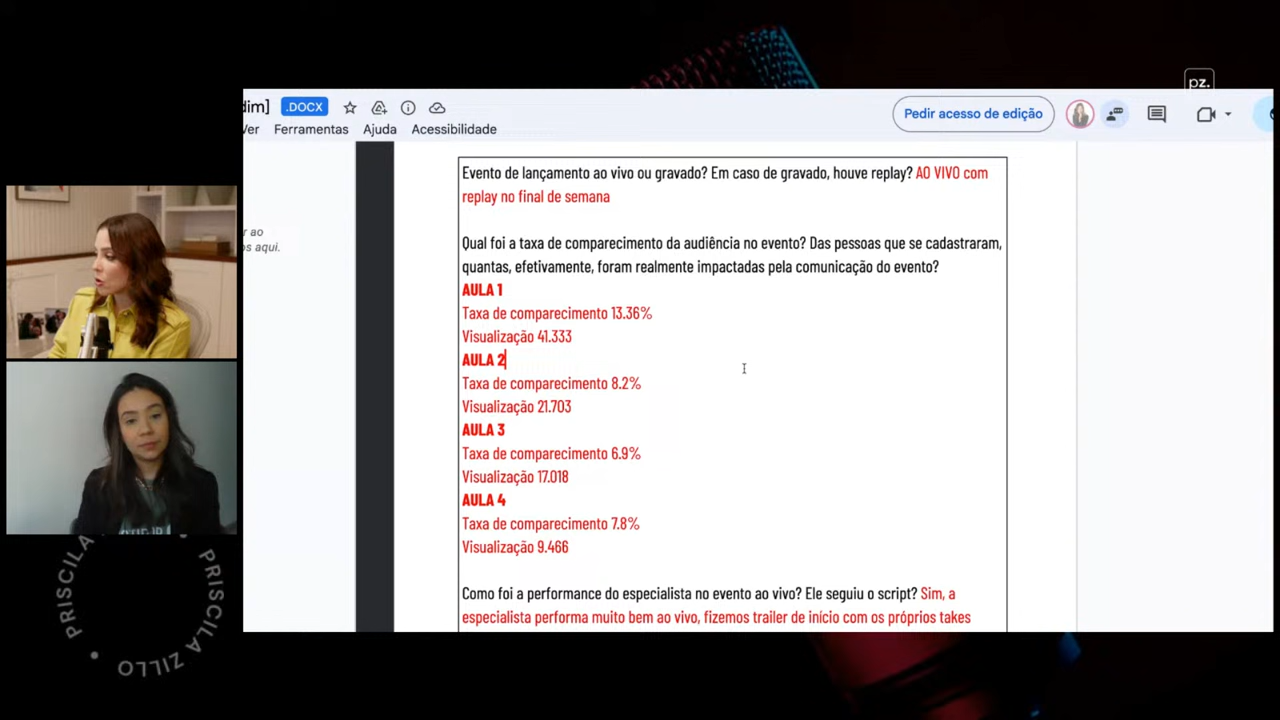 pz.
dim]
.DOCX
Pedir acesso de edição
Ver Ferramentas Ajuda Acessibilidade
r ao
s aqui.
Evento de lançamento ao vivo ou gravado? Em caso de gravado, houve replay? AO VIVO com
replay no final de semana
Qual foi a taxa de comparecimento da audiência no evento? Das pessoas que se cadastraram,
quantas, efetivamente, foram realmente impactadas pela comunicação do evento?
AULA 1
Taxa de comparecimento 13.36%
Visualização 41.333
AULA 2
Taxa de comparecimento 8.2%
Visualização 21.703
AULA 3
Taxa de comparecimento 6.9%
Visualização 17.018
AULA 4
Taxa de comparecimento 7.8%
Visualização 9.466
Como foi a performance do especialista no evento ao vivo? Ele seguiu o script? Sim, a
especialista performa muito bem ao vivo, fizemos trailer de início com os próprios takes
PRISCILA
PRISCILA ZILLO